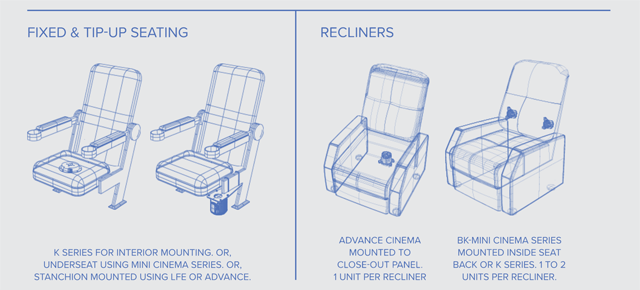 FIXED & TIP-UP SEATING
K SERIES FOR INTERIOR MOUNTING. OR,
UNDERSEAT USING MINI CINEMA SERIES. OR,
STANCHION MOUNTED USING LFE OR ADVANCE.
RECLINERS
ADVANCE CINEMA
MOUNTED TO
CLOSE-OUT PANEL.
1 UNIT PER RECLINER
BK-MINI CINEMA SERIES
MOUNTED INSIDE SEAT
BACK OR K SERIES. 1 TO 2
UNITS PER RECLINER.